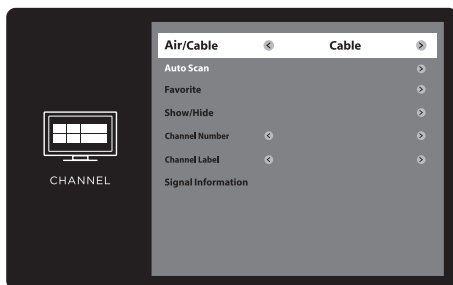 Air/Cable Cable
Auto Scan
Favorite
Show/Hide
Channel Number
Channel Label
Signal Information
CHANNEL